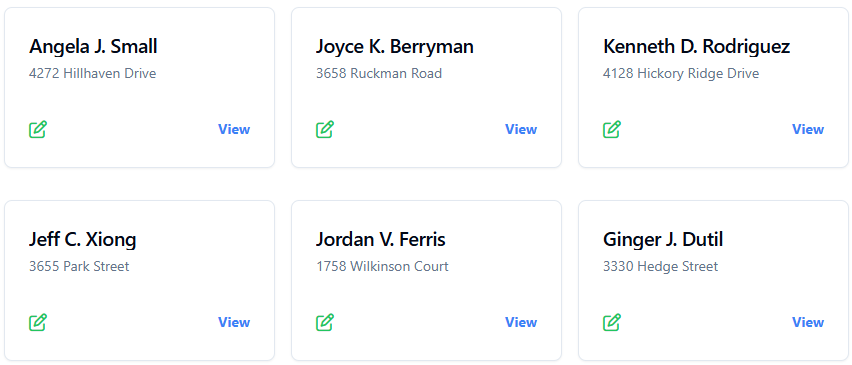 Angela J. Small
4272 Hillhaven Drive
View
Joyce K. Berryman
3658 Ruckman Road
View
Kenneth D. Rodriguez
4128 Hickory Ridge Drive
View
Jeff C. Xiong
3655 Park Street
View
Jordan V. Ferris
1758 Wilkinson Court
View
Ginger J. Dutil
3330 Hedge Street
View